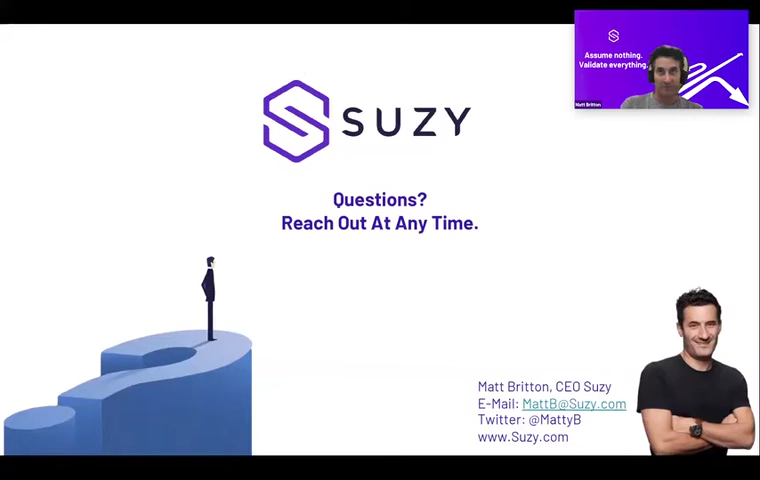 Assume nothing.
Validate everything.
Matt Britton
SUZY
Questions?
Reach Out At Any Time.
Matt Britton, CEO Suzy
E-Mail: MattB@Suzy.com
Twitter: @MattyB
www.Suzy.com